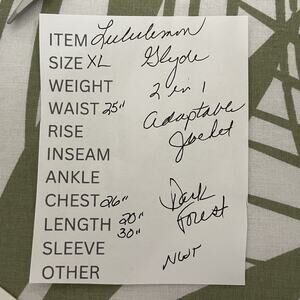 ITEM Lululemon
SIZE XL Glyde
WEIGHT 2 in 1
WAIST 25" Adaptable
RISE Jacket
INSEAM
ANKLE
CHEST 26" Dark
LENGTH 20" Forest
30"
SLEEVE
OTHER NWT